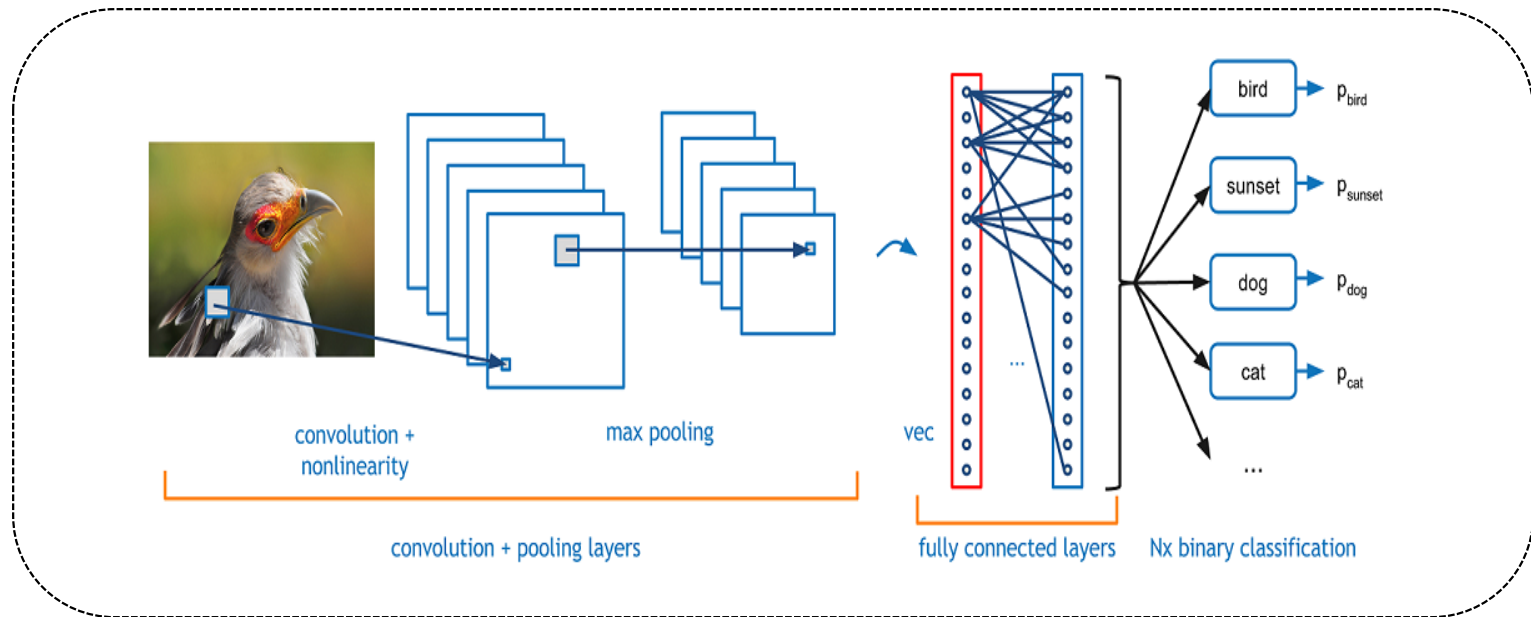 bird
p_bird
sunset
p_sunset
dog
p_dog
cat
p_cat
...
...
convolution +
nonlinearity
max pooling
vec
convolution + pooling layers
fully connected layers
Nx binary classification